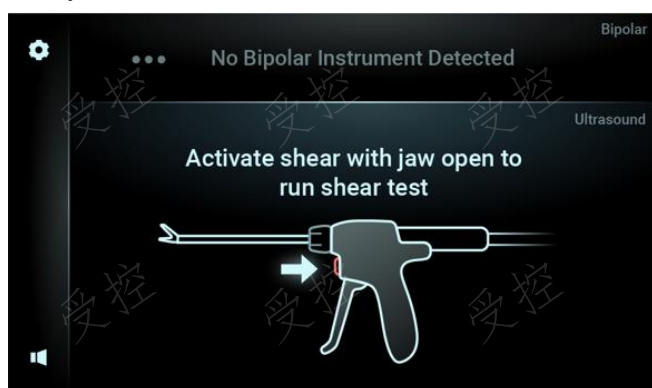 Bipolar
No Bipolar Instrument Detected
Ultrasound
Activate shear with jaw open to
run shear test
受控 受控 受控
受控 受控 受控